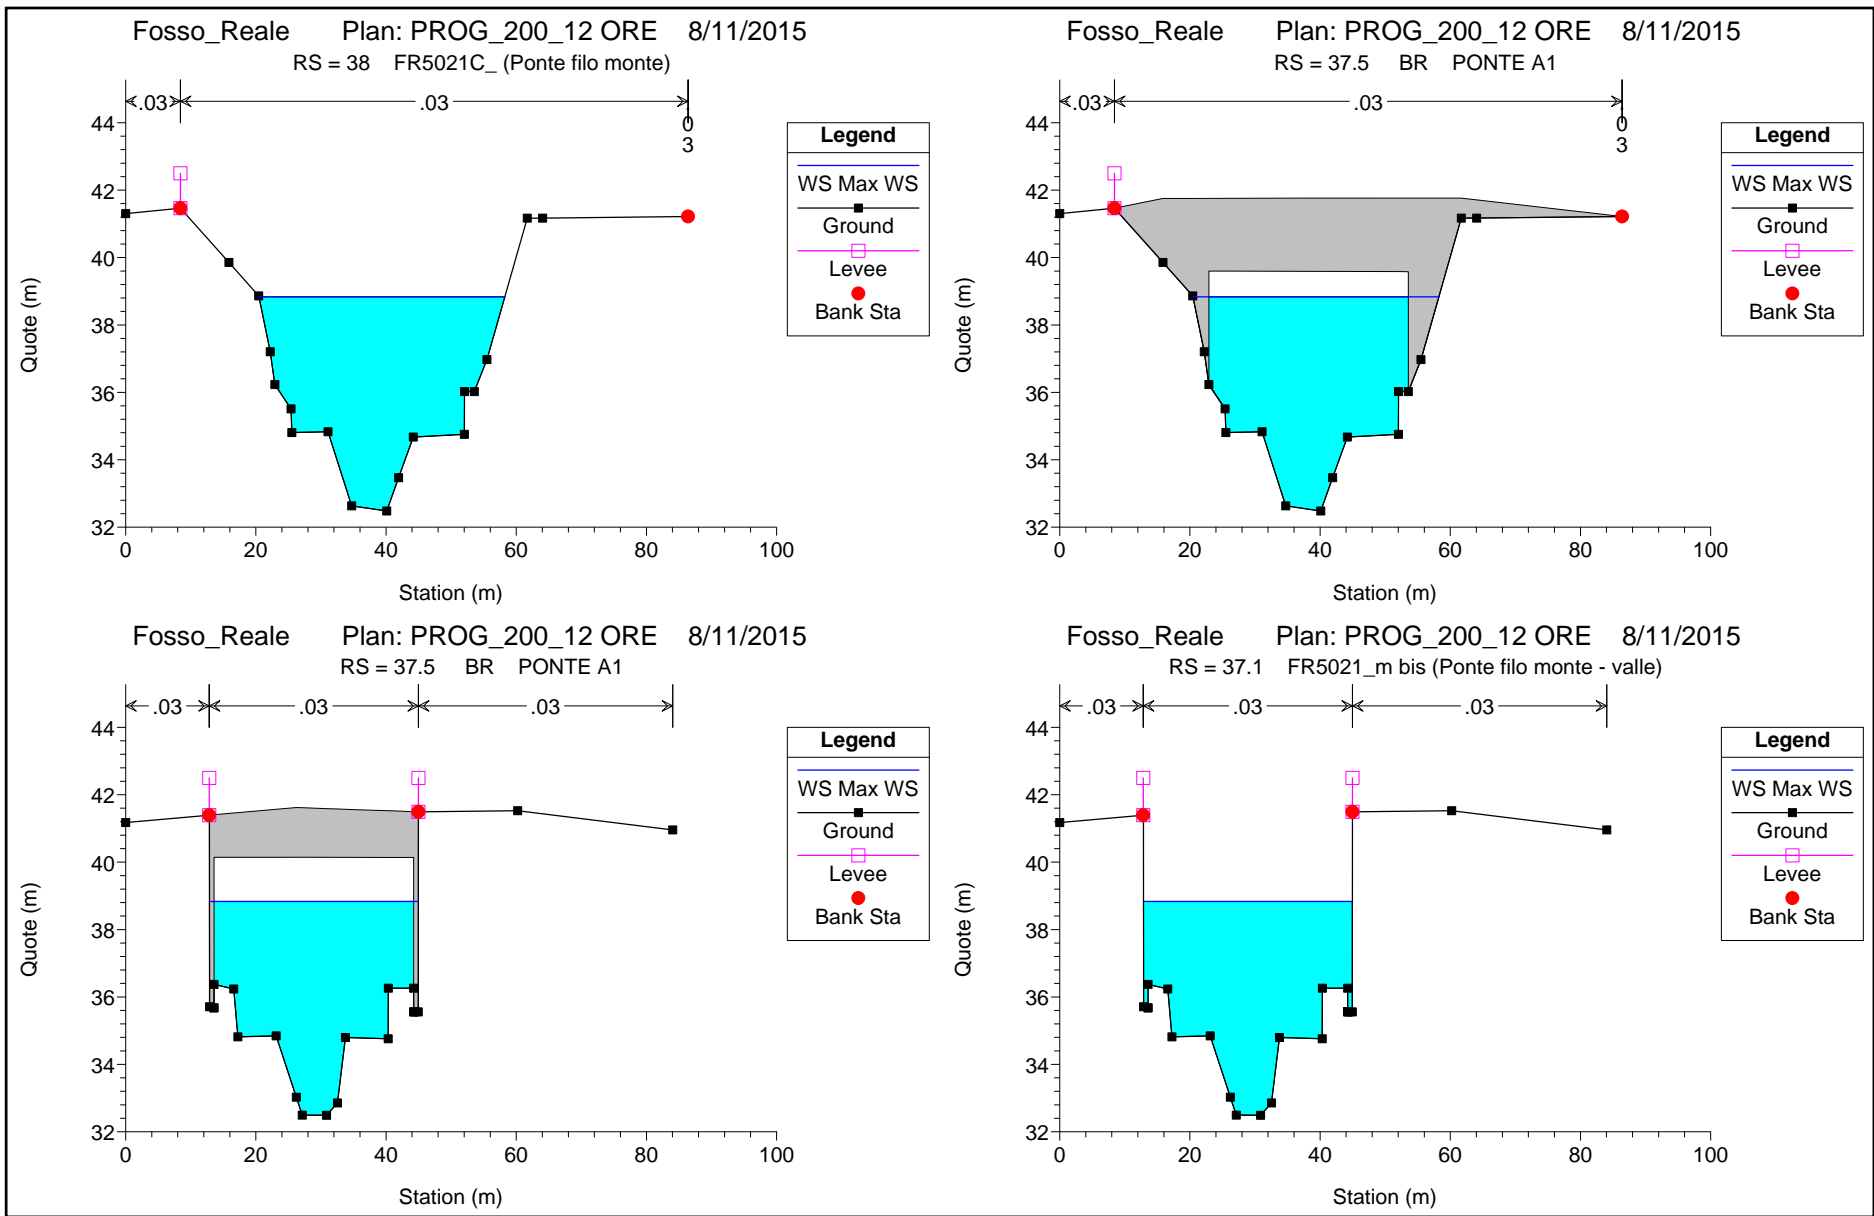 Fosso_Reale Plan: PROG_200_12 ORE 8/11/2015
RS = 38 FR5021C_ (Ponte filo monte)
.03
.03
.03
44
42
40
38
36
34
32
0
20
40
60
80
100
Quote (m)
Station (m)
Legend
WS Max WS
Ground
Levee
Bank Sta
Fosso_Reale Plan: PROG_200_12 ORE 8/11/2015
RS = 37.5 BR PONTE A1
.03
.03
.03
44
42
40
38
36
34
32
0
20
40
60
80
100
Quote (m)
Station (m)
Legend
WS Max WS
Ground
Levee
Bank Sta
Fosso_Reale Plan: PROG_200_12 ORE 8/11/2015
RS = 37.5 BR PONTE A1
.03
.03
.03
44
42
40
38
36
34
32
0
20
40
60
80
100
Quote (m)
Station (m)
Legend
WS Max WS
Ground
Levee
Bank Sta
Fosso_Reale Plan: PROG_200_12 ORE 8/11/2015
RS = 37.1 FR5021_m bis (Ponte filo monte - valle)
.03
.03
.03
44
42
40
38
36
34
32
0
20
40
60
80
100
Quote (m)
Station (m)
Legend
WS Max WS
Ground
Levee
Bank Sta